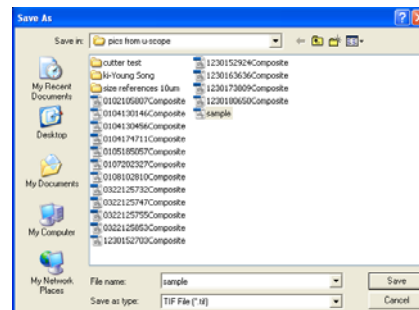 Save As
Save in:
pics from u-scope
My Recent
Documents
Desktop
My Documents
My Computer
My Network
Places
cutter test
ki-Young Song
size references 10um
0102105807Composite
0104130146Composite
0104130456Composite
0104174711Composite
0105185057Composite
0107202327Composite
0108102810Composite
0322125732Composite
0322125747Composite
0322125755Composite
0322125853Composite
1230152703Composite
1230152924Composite
1230163636Composite
1230173809Composite
1230180650Composite
sample
File name:
sample
Save
Save as type:
TIF File (*.tif)
Cancel